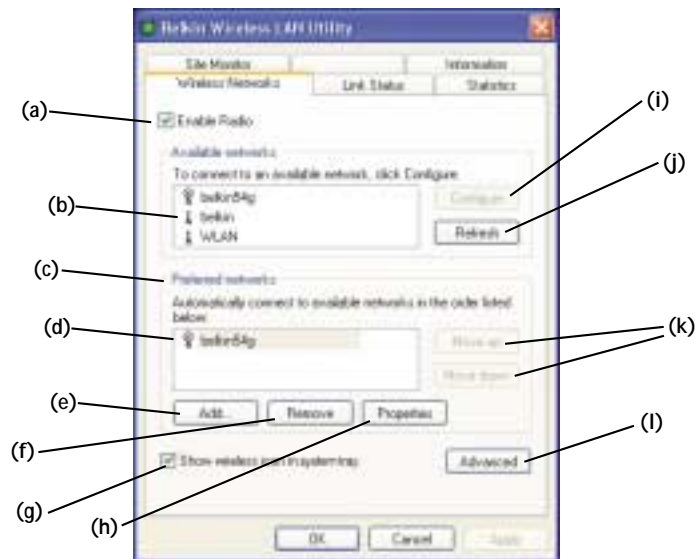 Belkin Wireless LAN Utility
Site Monitor
Information
Wireless Networks
Link Status
Statistics
(a)
Enable Radio
(i)
Available networks
(j)
To connect to an available network, click Configure
belkin54g
Configure
(b)
belkin
WLAN
Refresh
(c)
Preferred networks
Automatically connect to available networks in the order listed
below:
(d)
belkin54g
Move up
(k)
Move down
(e)
Add...
Remove
Properties
(f)
(l)
Show wireless icon in system tray
Advanced
(g)
(h)
OK
Cancel
Apply